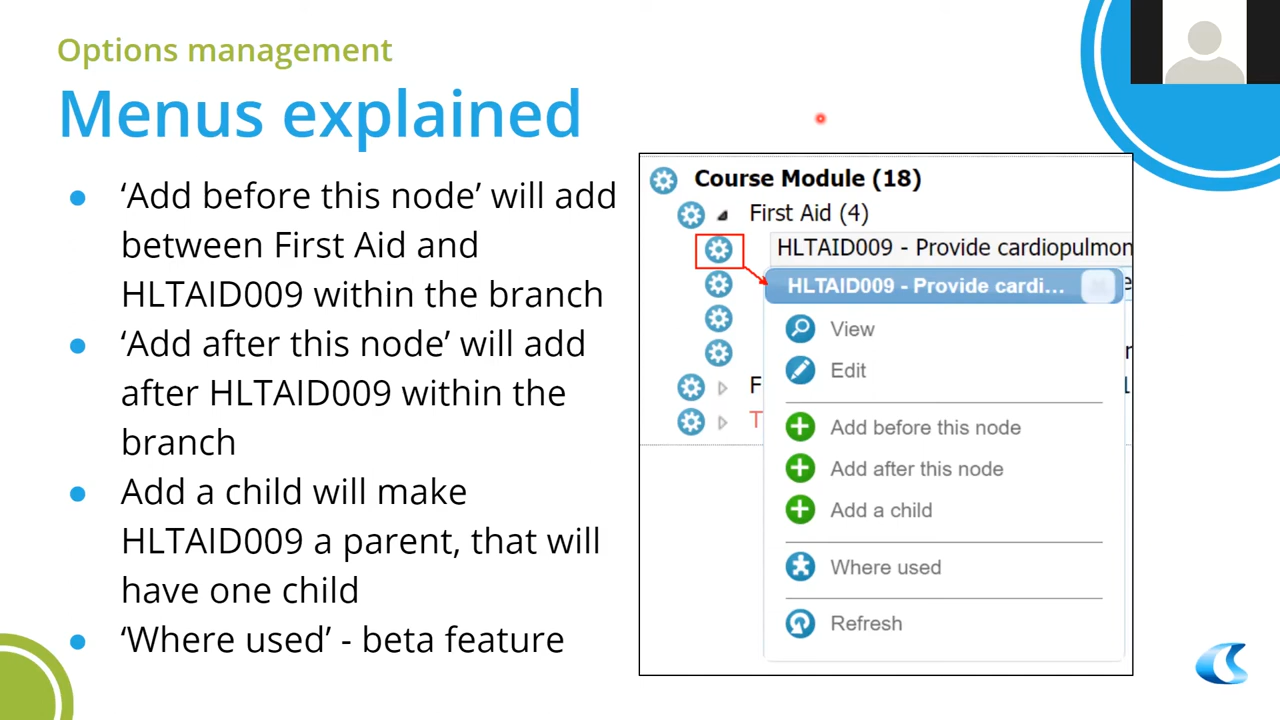 Options management
Menus explained
● ‘Add before this node’ will add
between First Aid and
HLTAID009 within the branch
● ‘Add after this node’ will add
after HLTAID009 within the
branch
● Add a child will make
HLTAID009 a parent, that will
have one child
● ‘Where used’ - beta feature
Course Module (18)
First Aid (4)
HLTAID009 - Provide cardiopulmon
HLTAID009 - Provide cardi...
View
Edit
Add before this node
Add after this node
Add a child
Where used
Refresh